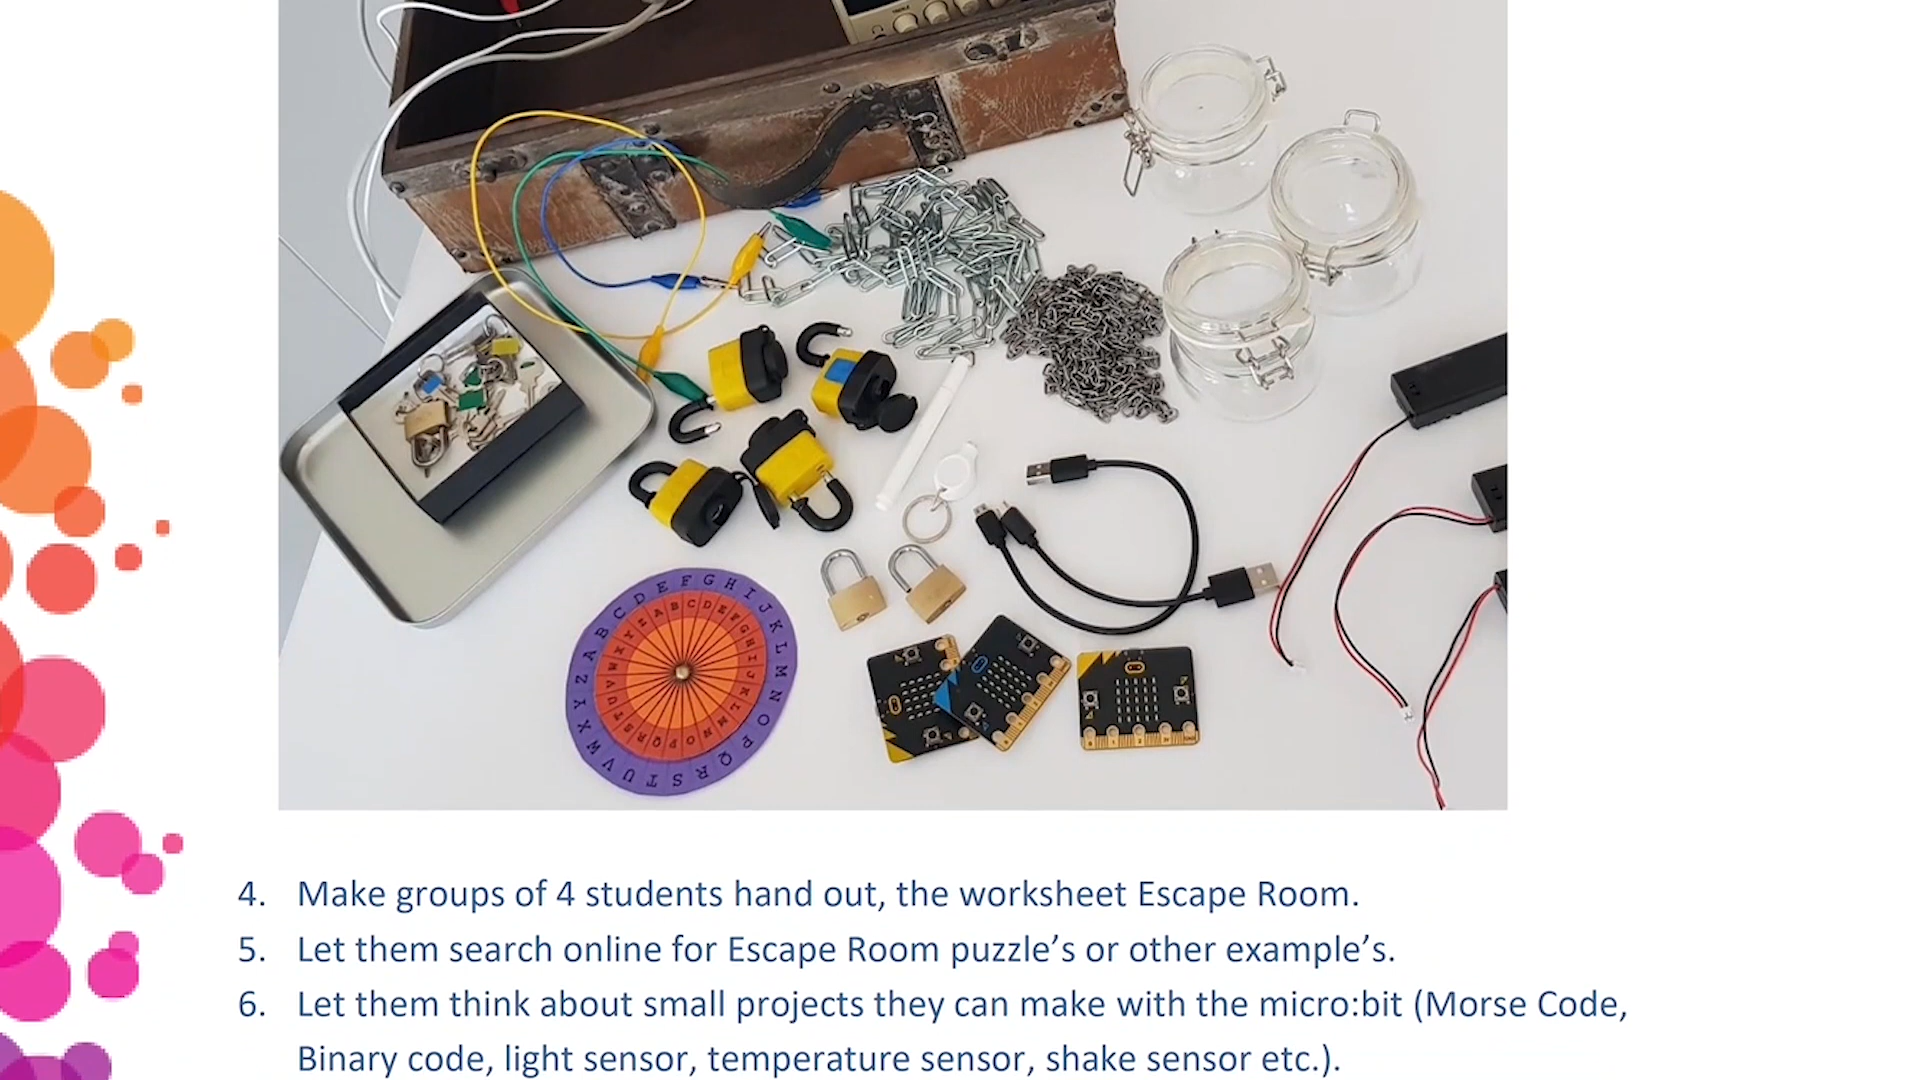 4. Make groups of 4 students hand out, the worksheet Escape Room.
5. Let them search online for Escape Room puzzle’s or other example’s.
6. Let them think about small projects they can make with the micro:bit (Morse Code,
Binary code, light sensor, temperature sensor, shake sensor etc.).